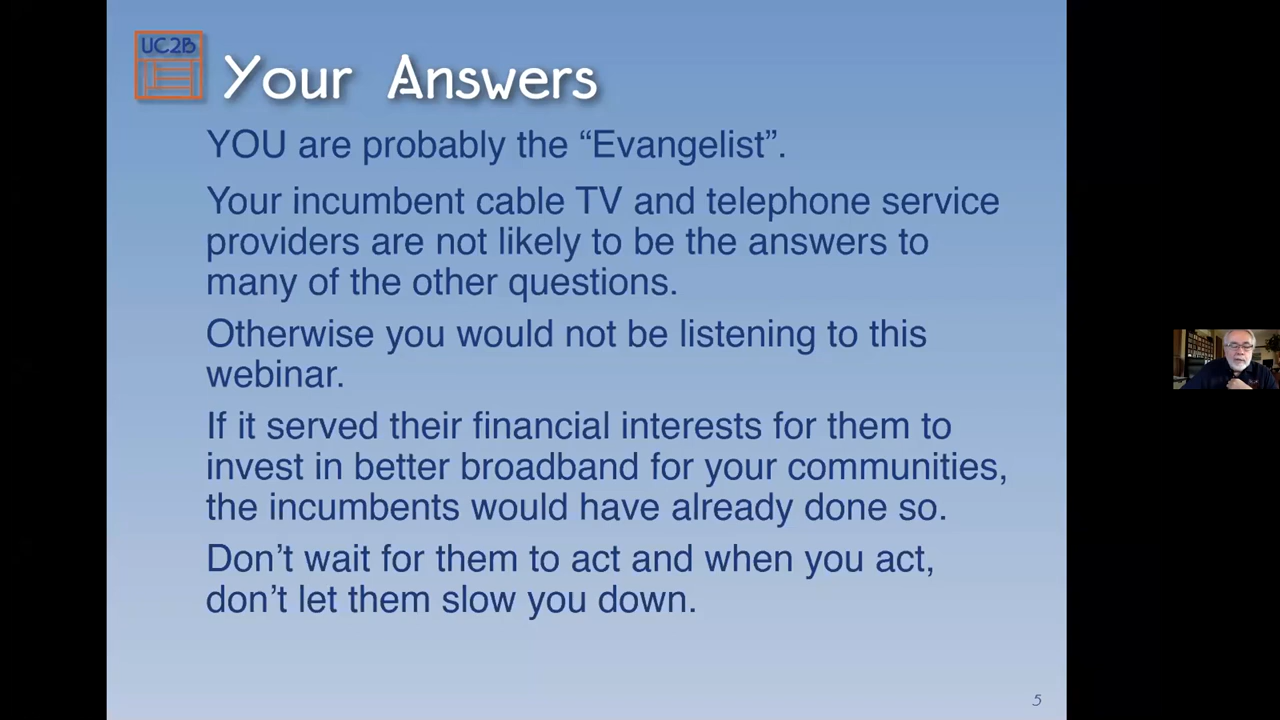 UC2B
Your Answers
YOU are probably the “Evangelist”.
Your incumbent cable TV and telephone service
providers are not likely to be the answers to
many of the other questions.
Otherwise you would not be listening to this
webinar.
If it served their financial interests for them to
invest in better broadband for your communities,
the incumbents would have already done so.
Don’t wait for them to act and when you act,
don’t let them slow you down.
5